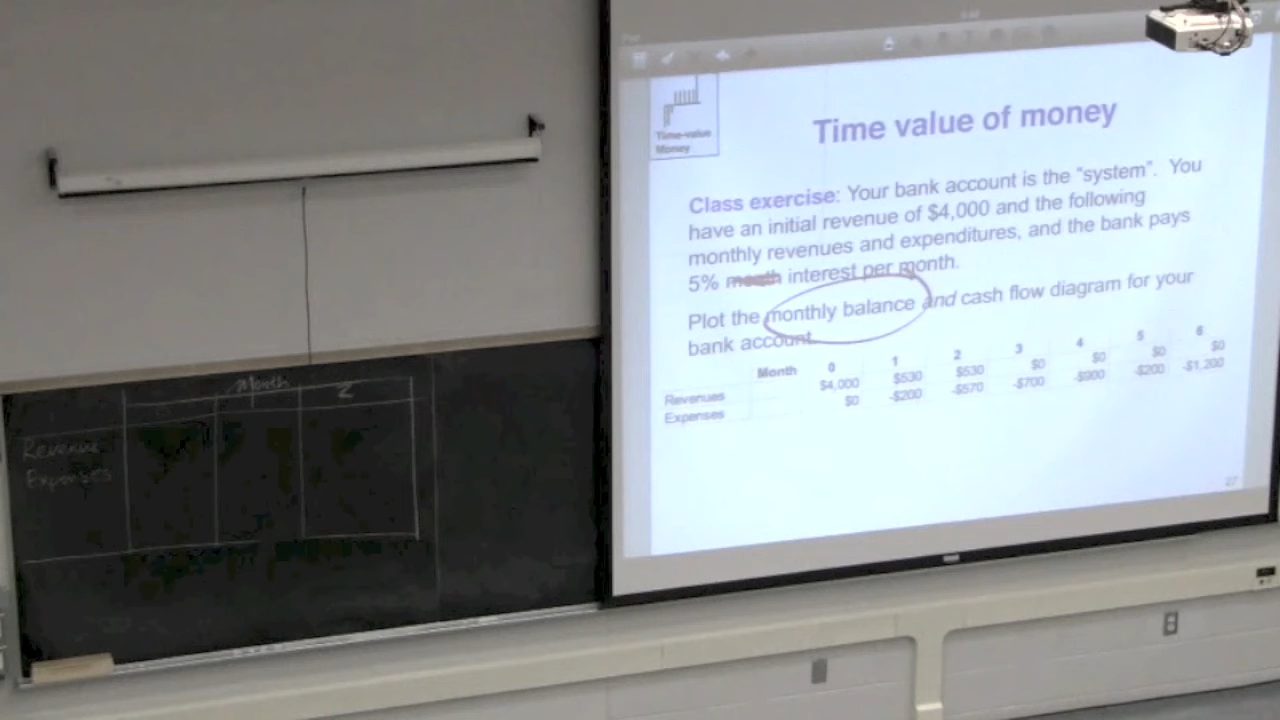 Month
2
Revenue
Expenses
Time-value
Money
Time value of money
Class exercise: Your bank account is the "system". You
have an initial revenue of $4,000 and the following
monthly revenues and expenditures, and the bank pays
5% month interest per month.
Plot the monthly balance and cash flow diagram for your
bank account.
Month 0 1 2 3 4 5 6
Revenues $4,000 $530 $530 $0 $0 $0 $0
Expenses $0 -$200 -$570 -$700 -$900 -$200 -$1,200
27